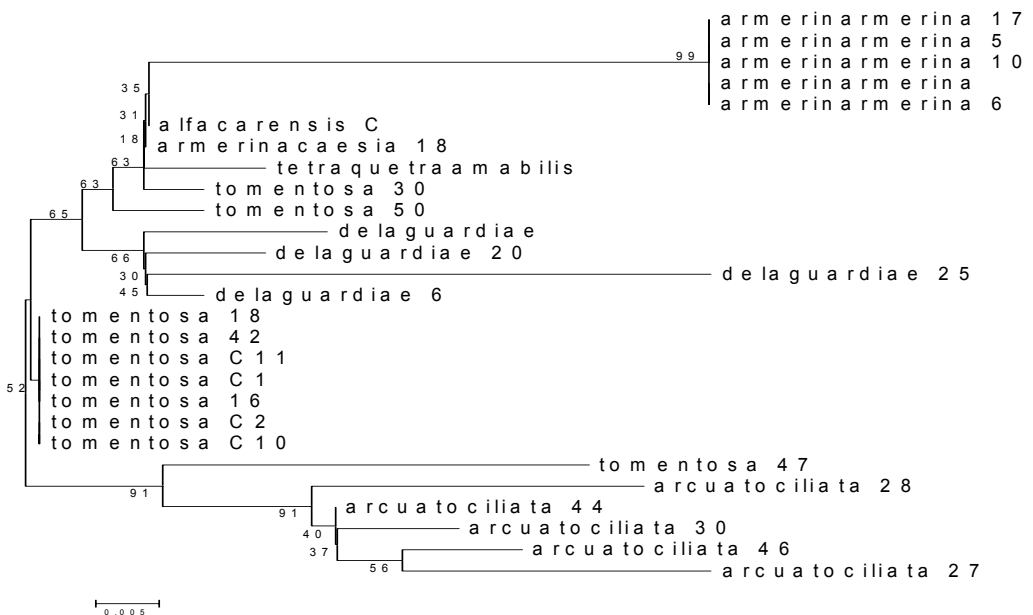 armerinarmerina 17
armerinarmerina 5
99
armerinarmerina 10
armerinarmerina
armerinarmerina 6
35
31
alfacarensis C
18
armerinacaesia 18
63
tetraquetraamabilis
63
tomentosa 30
65
tomentosa 50
delaguardiae
66
delaguardiae 20
30
delaguardiae 25
45
delaguardiae 6
tomentosa 18
tomentosa 42
tomentosa C11
tomentosa C1
52
tomentosa 16
tomentosa C2
tomentosa C10
tomentosa 47
91
arcuatociliata 28
91
arcuatociliata 44
40
arcuatociliata 30
37
arcuatociliata 46
56
arcuatociliata 27
0.005